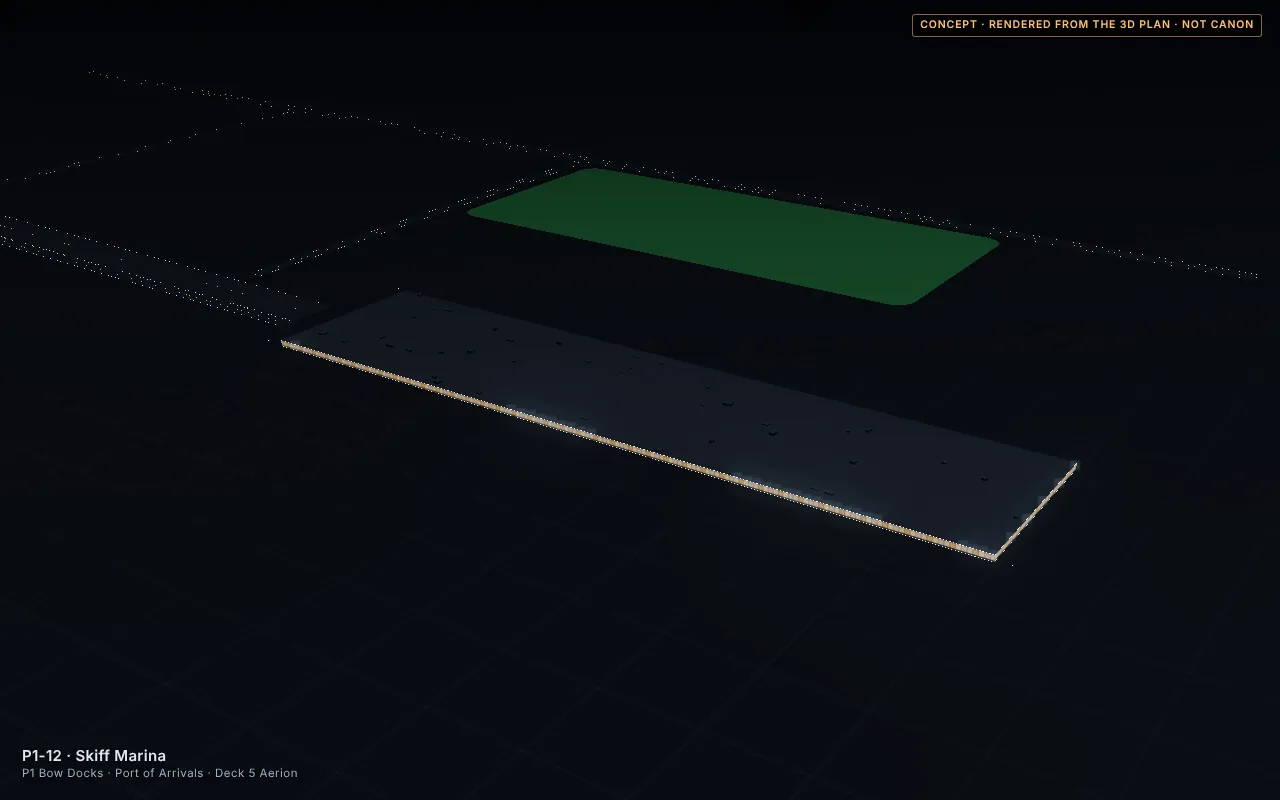 CONCEPT · RENDERED FROM THE 3D PLAN · NOT CANON
P1-12 · Skiff Marina
P1 Bow Docks · Port of Arrivals · Deck 5 Aerion